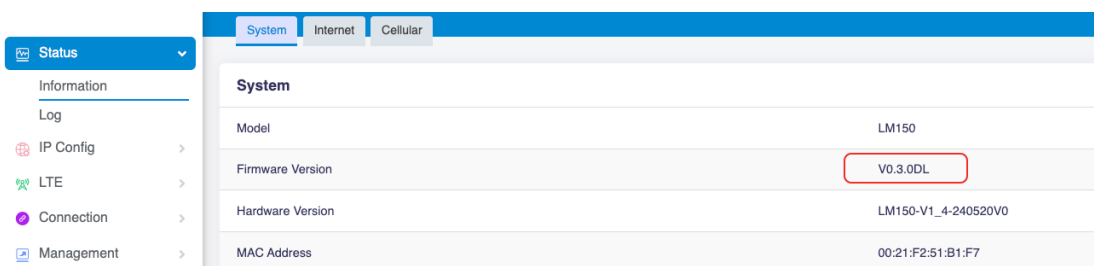 System Internet Cellular
Status
Information
Log
IP Config
LTE
Connection
Management
System
Model LM150
Firmware Version V0.3.0DL
Hardware Version LM150-V1_4-240520V0
MAC Address 00:21:F2:51:B1:F7